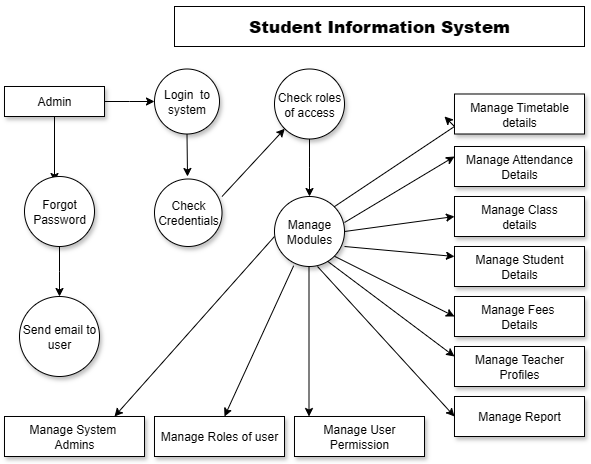 Student Information System
Admin
Login to
system
Check roles
of access
Manage Timetable
details
Manage Attendance
Details
Forgot
Password
Check
Credentials
Manage
Modules
Manage Class
details
Manage Student
Details
Send email to
user
Manage Fees
Details
Manage Teacher
Profiles
Manage System
Admins
Manage Roles of user
Manage User
Permission
Manage Report